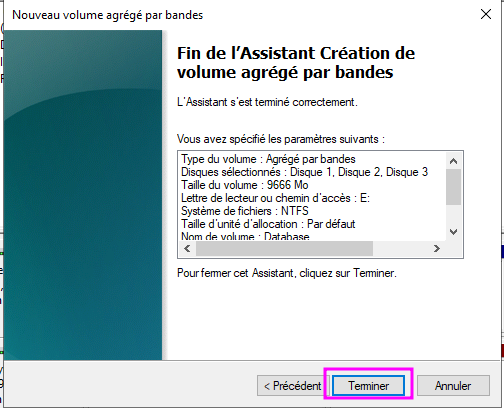 Nouveau volume agrégé par bandes
Fin de l'Assistant Création de
volume agrégé par bandes
L'Assistant s'est terminé correctement.
Vous avez spécifié les paramètres suivants :
Type du volume : Agrégé par bandes
Disques sélectionnés : Disque 1, Disque 2, Disque 3
Taille du volume : 9666 Mo
Lettre de lecteur ou chemin d'accès : E:
Système de fichiers : NTFS
Taille d'unité d'allocation : Par défaut
Nom de volume : Database
Pour fermer cet Assistant, cliquez sur Terminer.
< Précédent
Terminer
Annuler